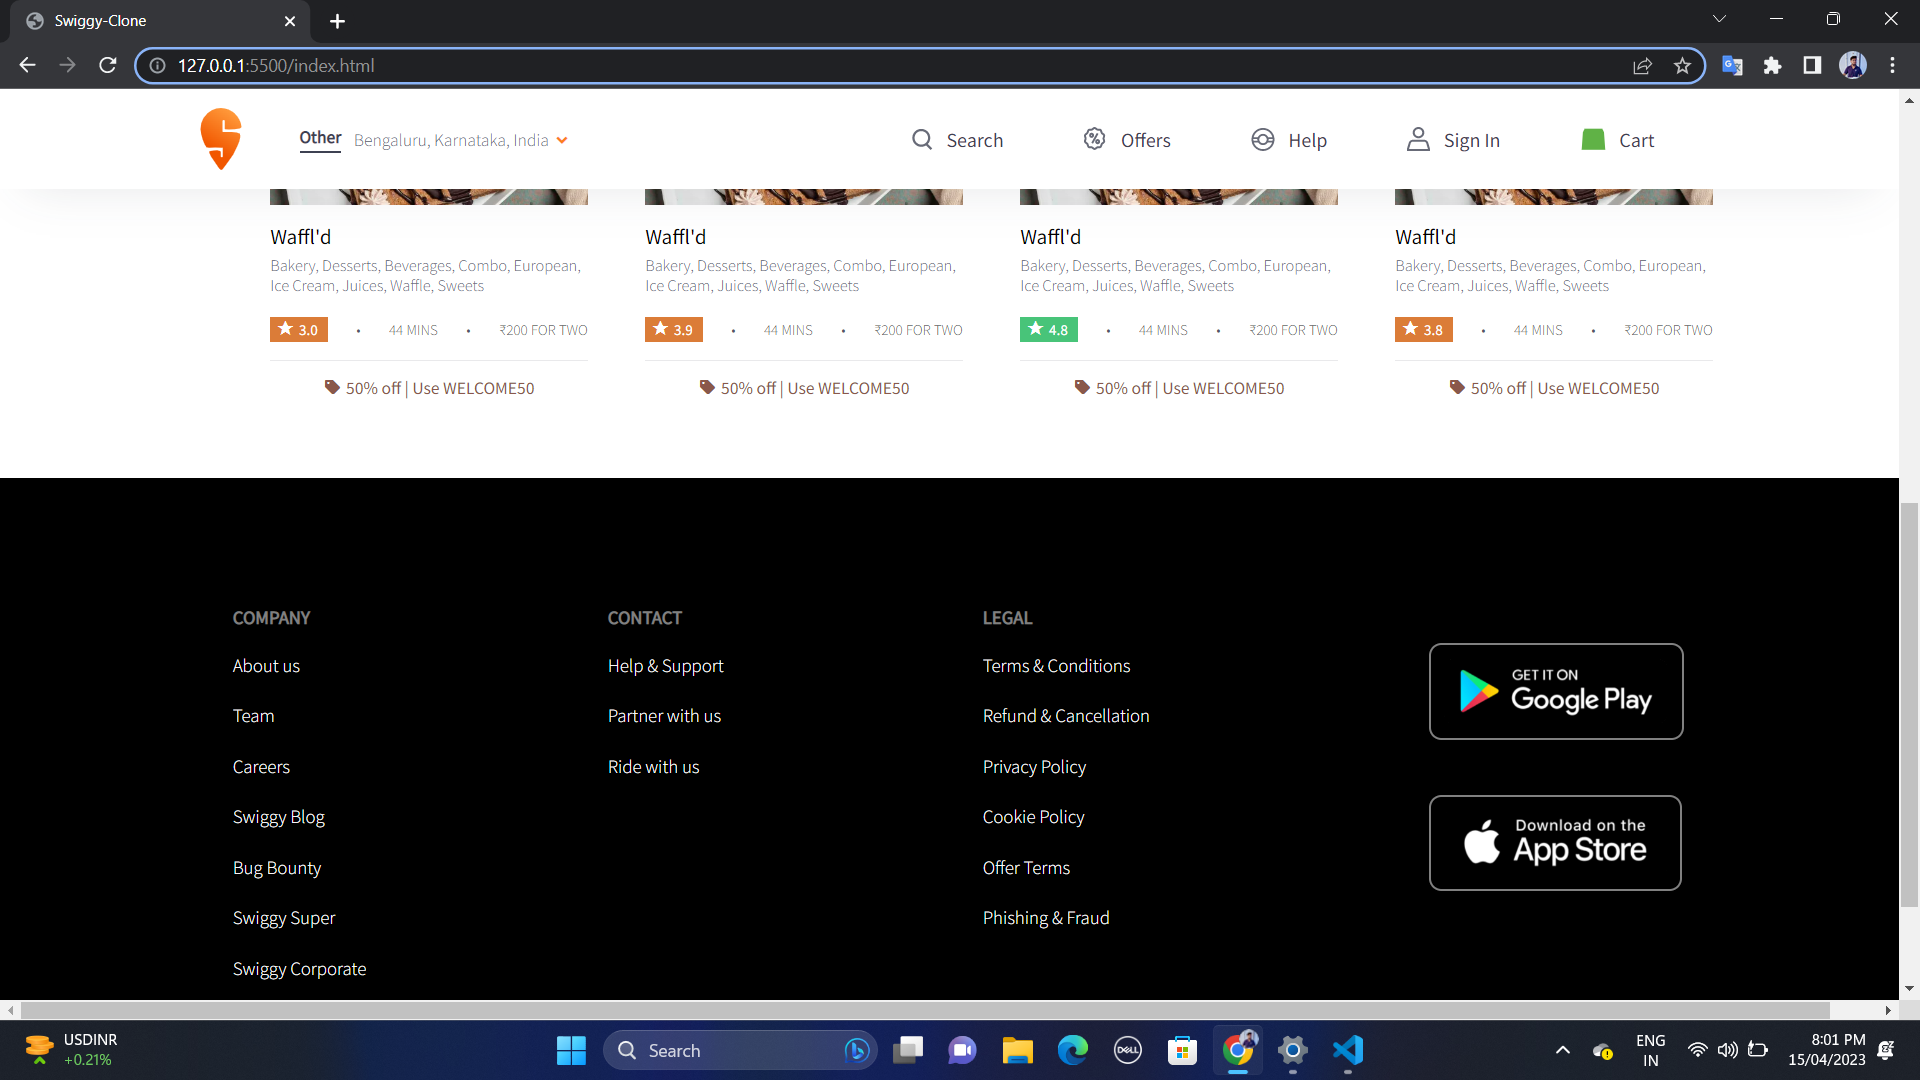 Swiggy-Clone
127.0.0.1:5500/index.html
Other Bengaluru, Karnataka, India Search Offers Help Sign In Cart
Waffl'd Waffl'd Waffl'd Waffl'd
Bakery, Desserts, Beverages, Combo, European, Bakery, Desserts, Beverages, Combo, European, Bakery, Desserts, Beverages, Combo, European, Bakery, Desserts, Beverages, Combo, European,
Ice Cream, Juices, Waffle, Sweets Ice Cream, Juices, Waffle, Sweets Ice Cream, Juices, Waffle, Sweets Ice Cream, Juices, Waffle, Sweets
★ 3.0 • 44 MINS • ₹200 FOR TWO ★ 3.9 • 44 MINS • ₹200 FOR TWO ★ 4.8 • 44 MINS • ₹200 FOR TWO ★ 3.8 • 44 MINS • ₹200 FOR TWO
50% off | Use WELCOME50 50% off | Use WELCOME50 50% off | Use WELCOME50 50% off | Use WELCOME50
COMPANY
About us
Team
Careers
Swiggy Blog
Bug Bounty
Swiggy Super
Swiggy Corporate
CONTACT
Help & Support
Partner with us
Ride with us
LEGAL
Terms & Conditions
Refund & Cancellation
Privacy Policy
Cookie Policy
Offer Terms
Phishing & Fraud
GET IT ON
Google Play
Download on the
App Store
USDINR
+0.21%
Search
DELL
ENG
IN
8:01 PM
15/04/2023